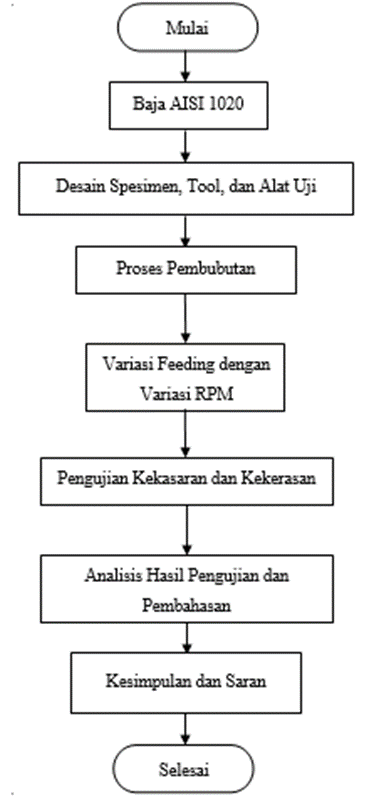 Mulai
Baja AISI 1020
Desain Spesimen, Tool, dan Alat Uji
Proses Pembubutan
Variasi Feeding dengan
Variasi RPM
Pengujian Kekasaran dan Kekerasan
Analisis Hasil Pengujian dan
Pembahasan
Kesimpulan dan Saran
Selesai